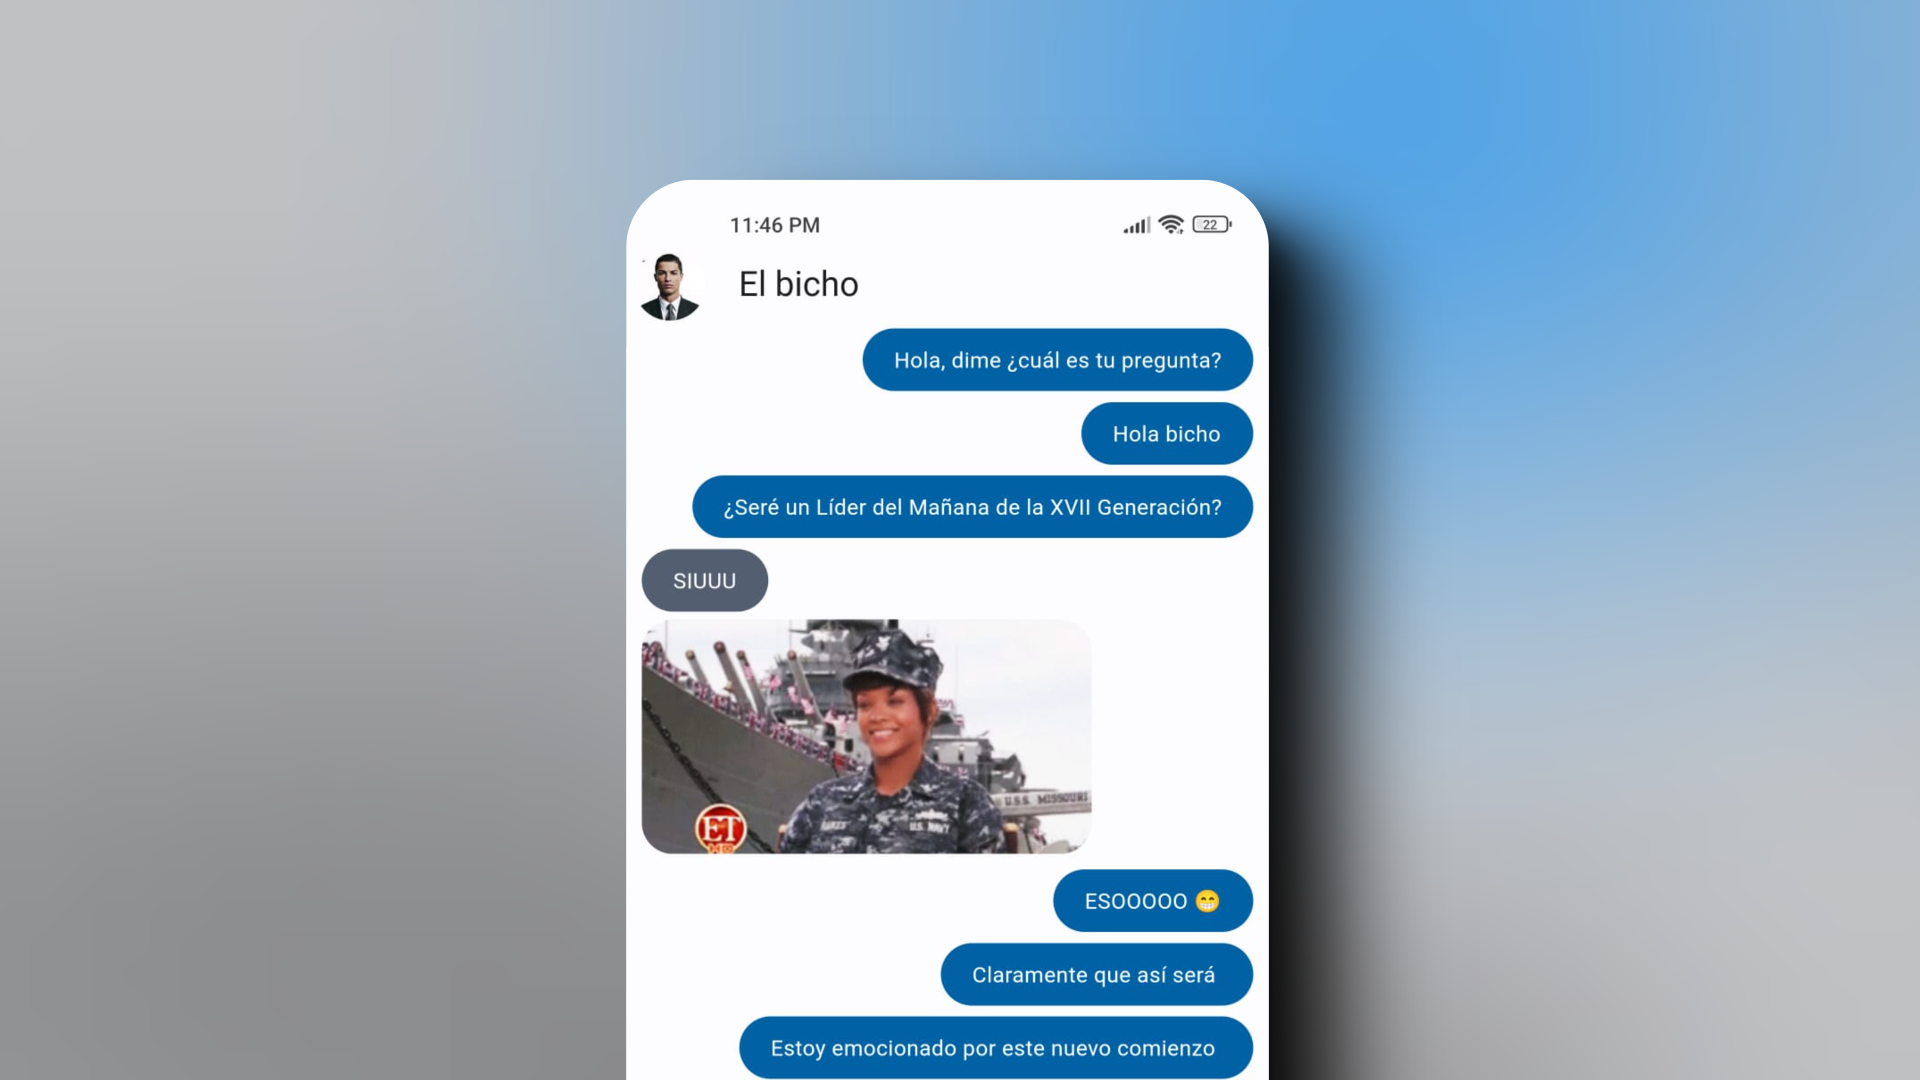 11:46 PM
22
El bicho
Hola, dime ¿cuál es tu pregunta?
Hola bicho
¿Seré un Líder del Mañana de la XVII Generación?
SIUUU
U.S.S. MISSOURI
U.S. NAVY
ET
ESOOOOO 😁
Claramente que así será
Estoy emocionado por este nuevo comienzo